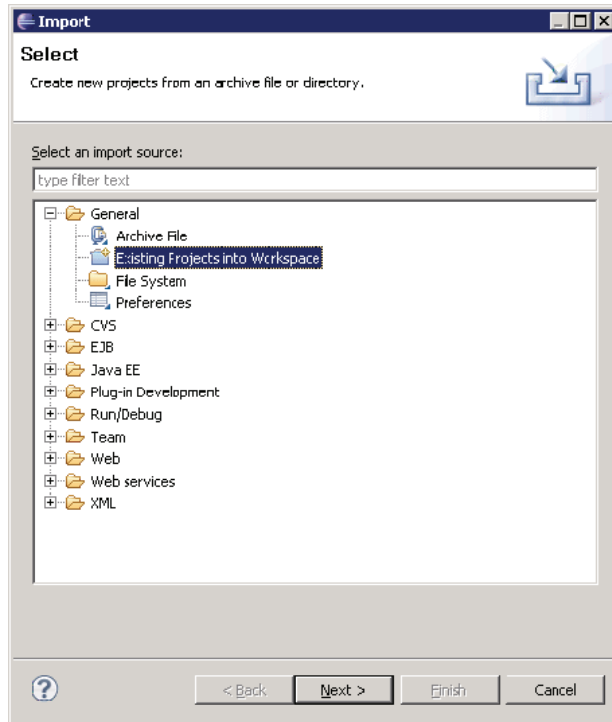 Import
Select
Create new projects from an archive file or directory.
Select an import source:
type filter text
General
Archive File
Existing Projects into Workspace
File System
Preferences
CVS
EJB
Java EE
Plug-in Development
Run/Debug
Team
Web
Web services
XML
?
< Back Next > Finish Cancel